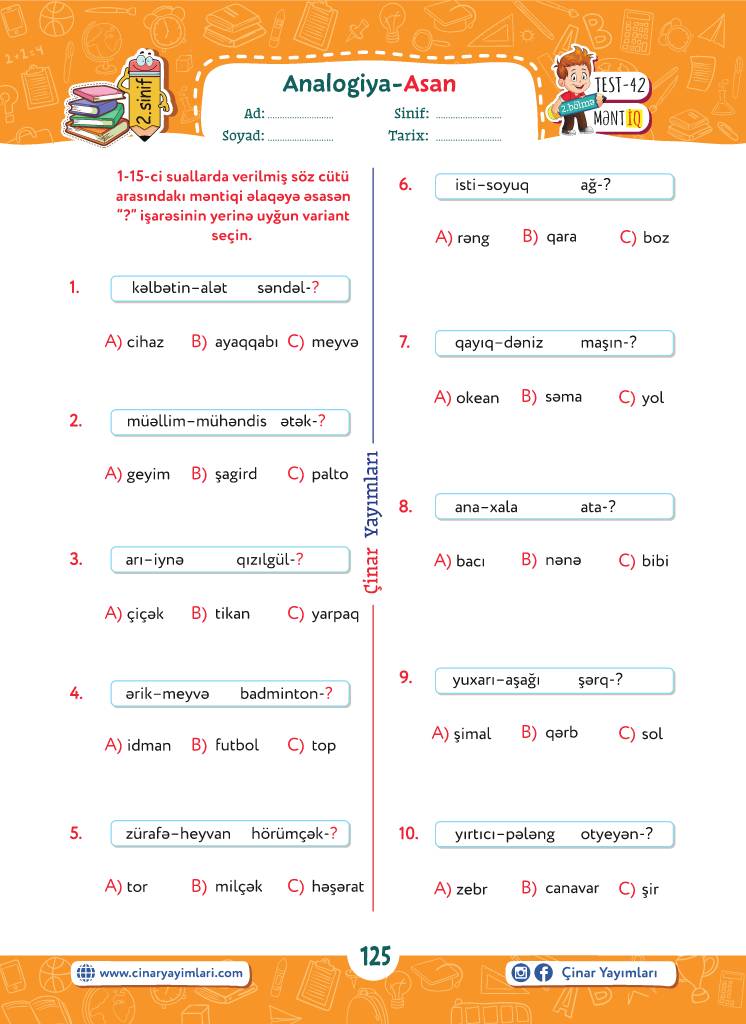 2.sinif
Analogiya-Asan
Ad: ........................ Sinif: ........................
Soyad: ........................ Tarix: ........................
TEST-42
2.bölmə
MƏNTİQ
1-15-ci suallarda verilmiş söz cütü
arasındakı məntiqi əlaqəyə əsasən
“?” işarəsinin yerinə uyğun variant
seçin.
1. kəlbətin–alət səndəl-?
A) cihaz B) ayaqqabı C) meyvə
2. müəllim–mühəndis ətək-?
A) geyim B) şagird C) palto
3. arı–iynə qızılgül-?
A) çiçək B) tikan C) yarpaq
4. ərik–meyvə badminton-?
A) idman B) futbol C) top
5. zürafə–heyvan hörümçək-?
A) tor B) milçək C) həşərat
Çinar Yayımları
6. isti–soyuq ağ-?
A) rəng B) qara C) boz
7. qayıq–dəniz maşın-?
A) okean B) səma C) yol
8. ana–xala ata-?
A) bacı B) nənə C) bibi
9. yuxarı–aşağı şərq-?
A) şimal B) qərb C) sol
10. yırtıcı–pələng otyeyən-?
A) zebr B) canavar C) şir
www.cinaryayimlari.com
125
Çinar Yayımları